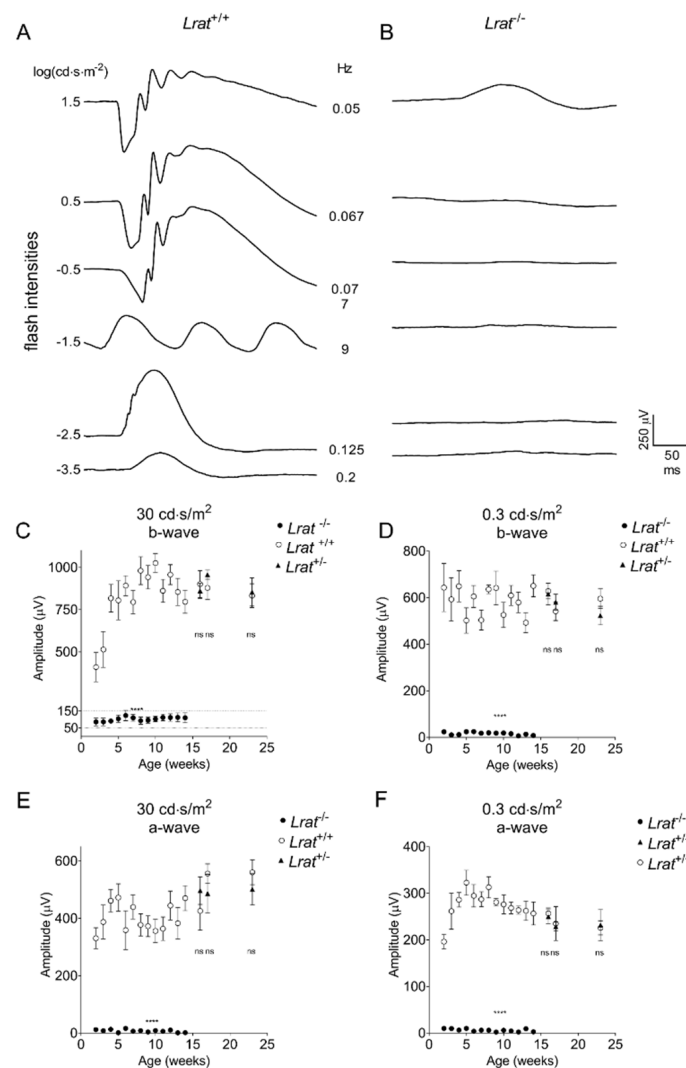 A Lrat+/+ B Lrat-/-
log(cd·s·m-2) Hz
1.5 0.05
0.5 0.067
-0.5 0.07
7
-1.5 9
-2.5 0.125
-3.5 0.2
flash intensities
250 µV
50
ms
C 30 cd·s/m2
b-wave
Lrat -/-
Lrat +/+
Lrat+/-
Amplitude (µV)
1000
750
500
150
50
****
ns ns ns
0 5 10 15 20 25
Age (weeks)
D 0.3 cd·s/m2
b-wave
Lrat-/-
Lrat+/+
Lrat+/-
Amplitude (µV)
800
600
400
200
0
****
ns ns ns
0 5 10 15 20 25
Age (weeks)
E 30 cd·s/m2
a-wave
Lrat-/-
Lrat+/+
Lrat+/-
Amplitude (µV)
600
400
200
0
****
ns ns ns
0 5 10 15 20 25
Age (weeks)
F 0.3 cd·s/m2
a-wave
Lrat-/-
Lrat+/
Lrat+/
Amplitude (µV)
400
300
200
100
0
****
ns ns ns
0 5 10 15 20 25
Age (weeks)